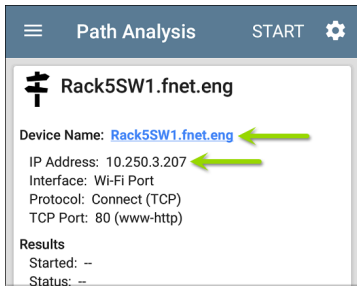 Path Analysis START
Rack5SW1.fnet.eng
Device Name: Rack5SW1.fnet.eng
IP Address: 10.250.3.207
Interface: Wi-Fi Port
Protocol: Connect (TCP)
TCP Port: 80 (www-http)
Results
Started: --
Status: --